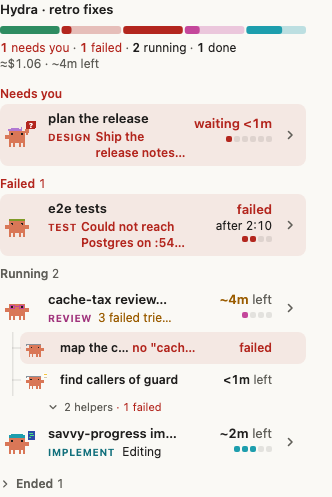 Hydra · retro fixes
1 needs you · 1 failed · 2 running · 1 done
≈$1.06 · ~4m left
Needs you
plan the release
waiting <1m
DESIGN Ship the
release notes...
Failed 1
e2e tests
failed
TEST Could not reach
Postgres on :54...
after 2:10
Running 2
cache-tax review...
~4m left
REVIEW 3 failed trie...
map the c... no "cach...
failed
find callers of guard
<1m left
2 helpers · 1 failed
savvy-progress im...
~2m left
IMPLEMENT Editing
Ended 1